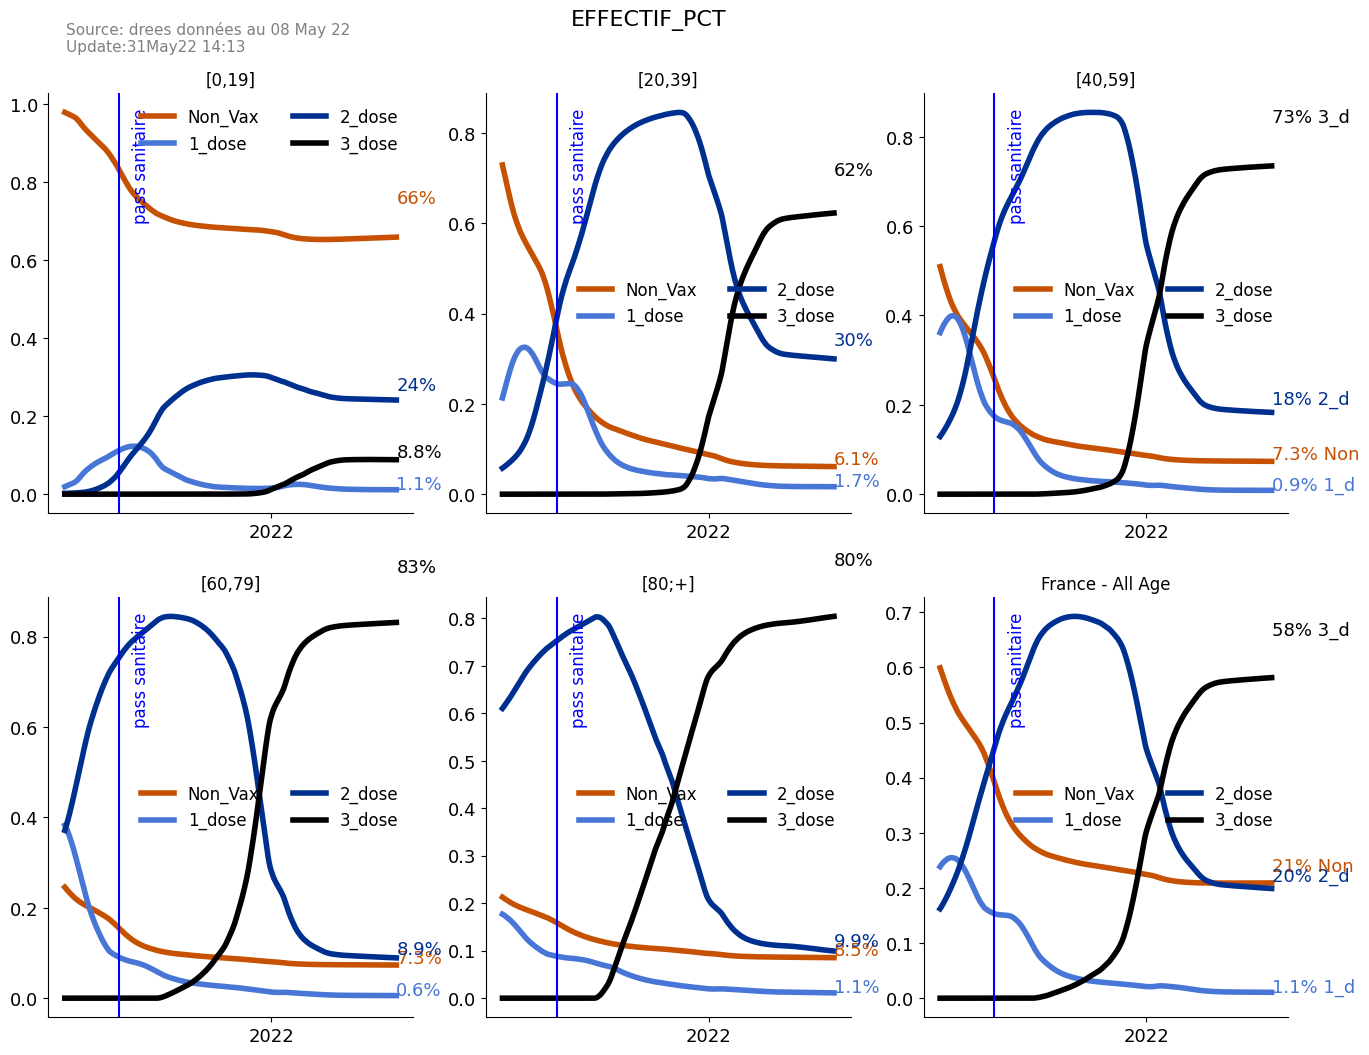 EFFECTIF_PCT
Source: drees données au 08 May 22
Update:31May22 14:13
[0,19]
1.0
0.8
0.6
0.4
0.2
0.0
pass sanitaire
Non_Vax
1_dose
2_dose
3_dose
66%
24%
8.8%
1.1%
2022
[20,39]
0.8
0.6
0.4
0.2
0.0
pass sanitaire
Non_Vax
1_dose
2_dose
3_dose
62%
30%
6.1%
1.7%
2022
[40,59]
0.8
0.6
0.4
0.2
0.0
pass sanitaire
Non_Vax
1_dose
2_dose
3_dose
73% 3_d
18% 2_d
7.3% Non
0.9% 1_d
2022
[60,79]
0.8
0.6
0.4
0.2
0.0
pass sanitaire
Non_Vax
1_dose
2_dose
3_dose
83%
8.9%
7.3%
0.6%
2022
[80;+]
0.8
0.7
0.6
0.5
0.4
0.3
0.2
0.1
0.0
pass sanitaire
Non_Vax
1_dose
2_dose
3_dose
80%
9.9%
8.5%
1.1%
2022
France - All Age
0.7
0.6
0.5
0.4
0.3
0.2
0.1
0.0
pass sanitaire
Non_Vax
1_dose
2_dose
3_dose
58% 3_d
21% Non
20% 2_d
1.1% 1_d
2022